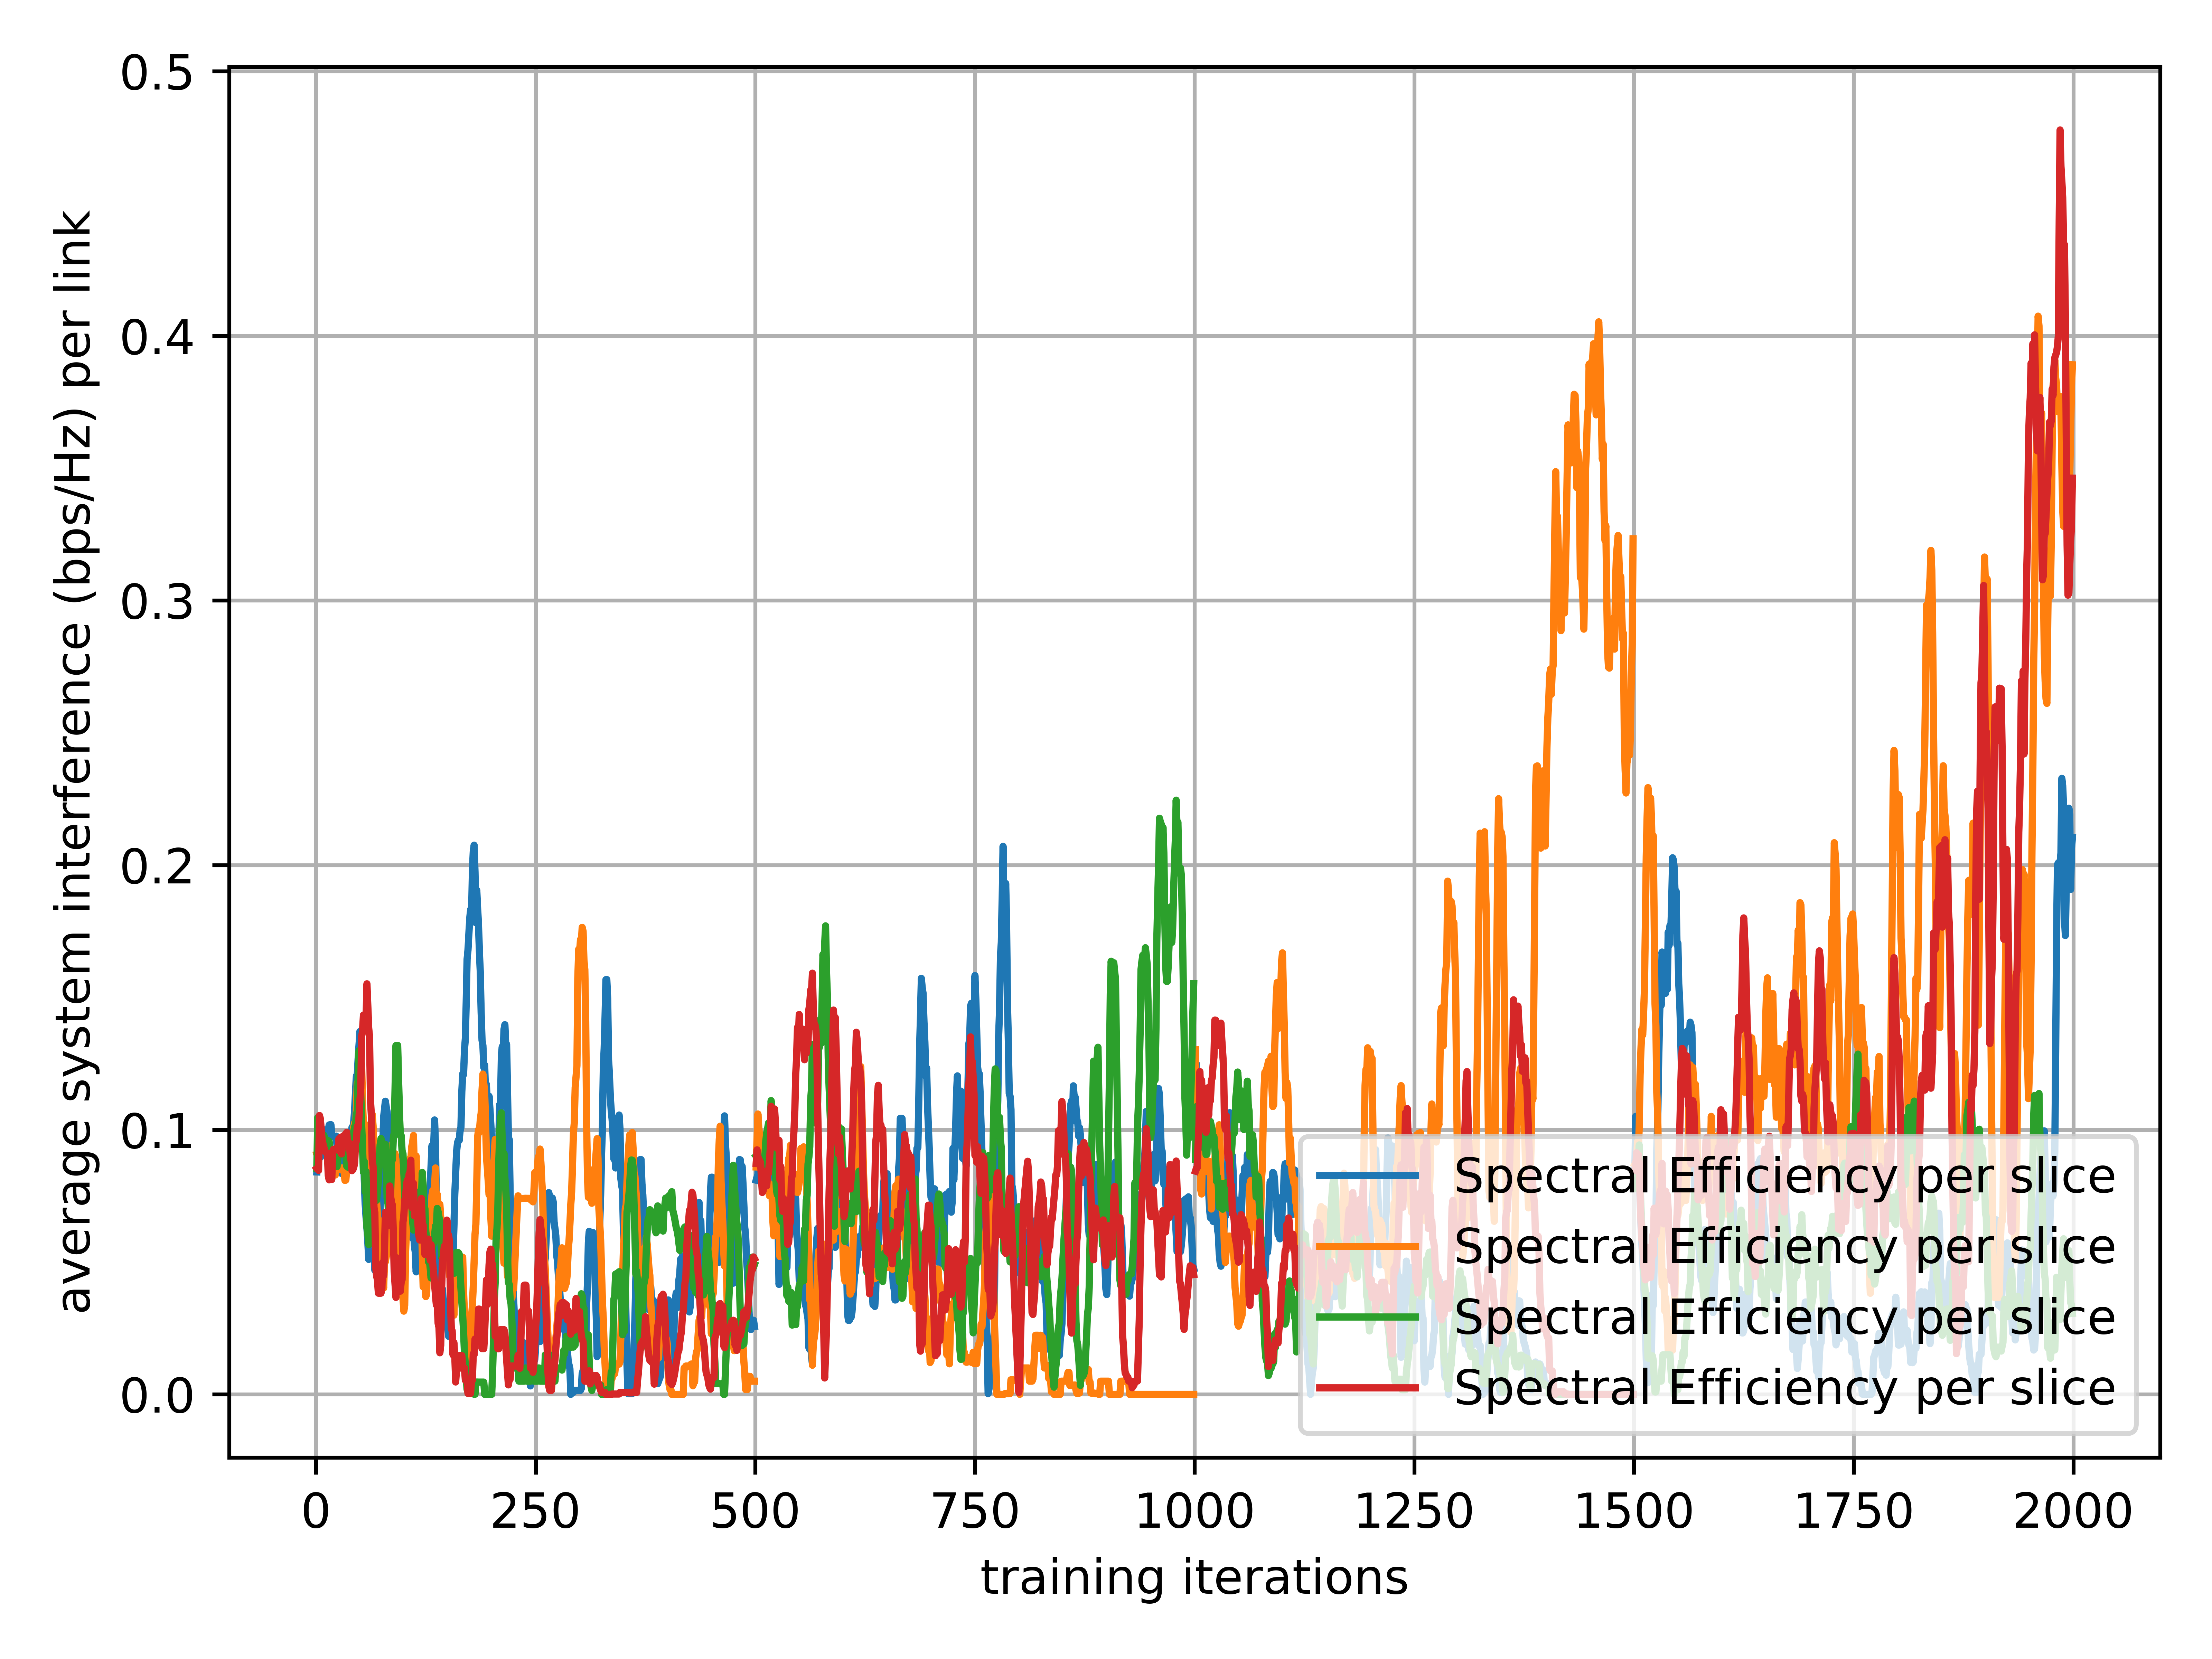 0.5
0.4
0.3
0.2
0.1
0.0
average system interference (bps/Hz) per link
Spectral Efficiency per slice
Spectral Efficiency per slice
Spectral Efficiency per slice
Spectral Efficiency per slice
0 250 500 750 1000 1250 1500 1750 2000
training iterations